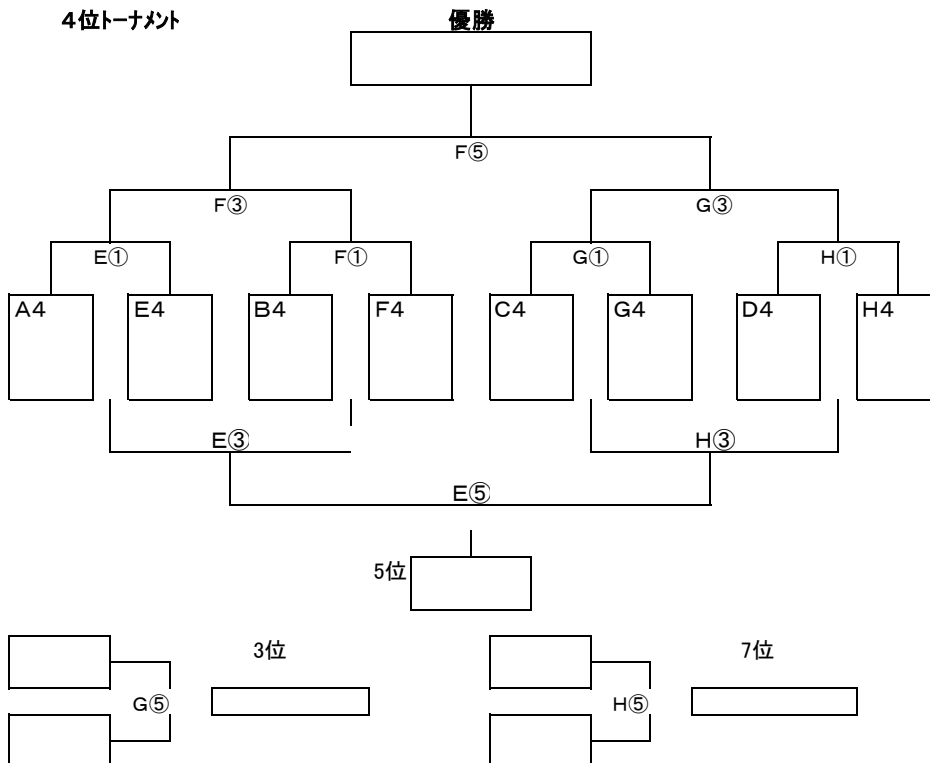 ４位トーナメント 優勝
Ｆ⑤
Ｆ③ Ｇ③
Ｅ① Ｆ① Ｇ① Ｈ①
Ａ４ Ｅ４ Ｂ４ Ｆ４ Ｃ４ Ｇ４ Ｄ４ Ｈ４
Ｅ③ Ｈ③
Ｅ⑤
5位
3位 7位
Ｇ⑤ Ｈ⑤